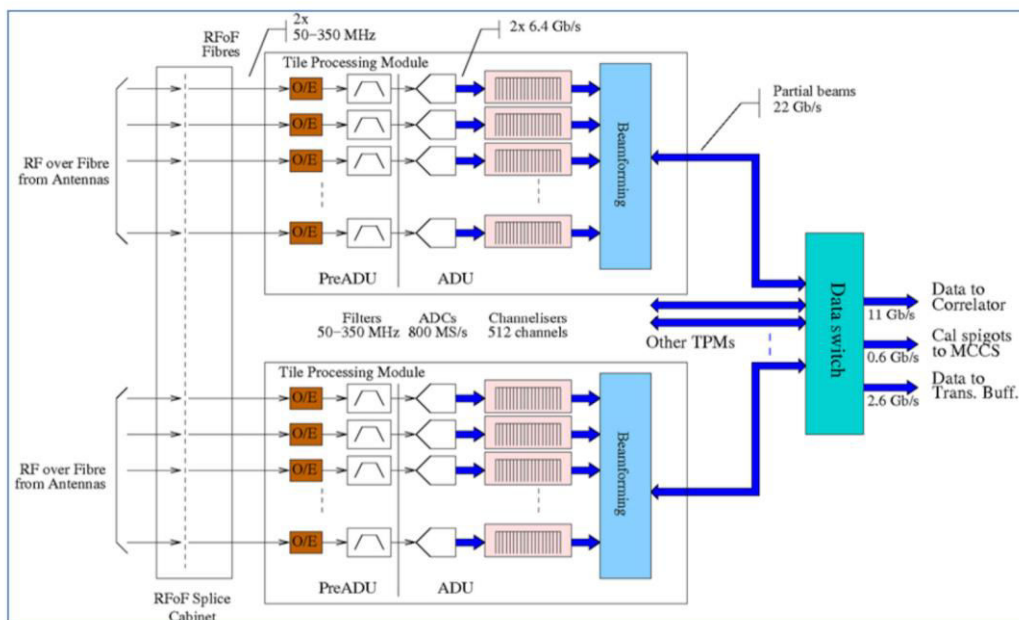 RFoF
Fibres
2x
50−350 MHz
2x 6.4 Gb/s
Tile Processing Module
O/E
O/E
O/E
O/E
Beamforming
PreADU
ADU
RF over Fibre
from Antennas
Partial beams
22 Gb/s
Filters
50−350 MHz
ADCs
800 MS/s
Channelisers
512 channels
Other TPMs
Data switch
Data to
Correlator
11 Gb/s
Cal spigots
to MCCS
0.6 Gb/s
Data to
Trans. Buff.
2.6 Gb/s
Tile Processing Module
O/E
O/E
O/E
O/E
Beamforming
PreADU
ADU
RF over Fibre
from Antennas
RFoF Splice
Cabinet